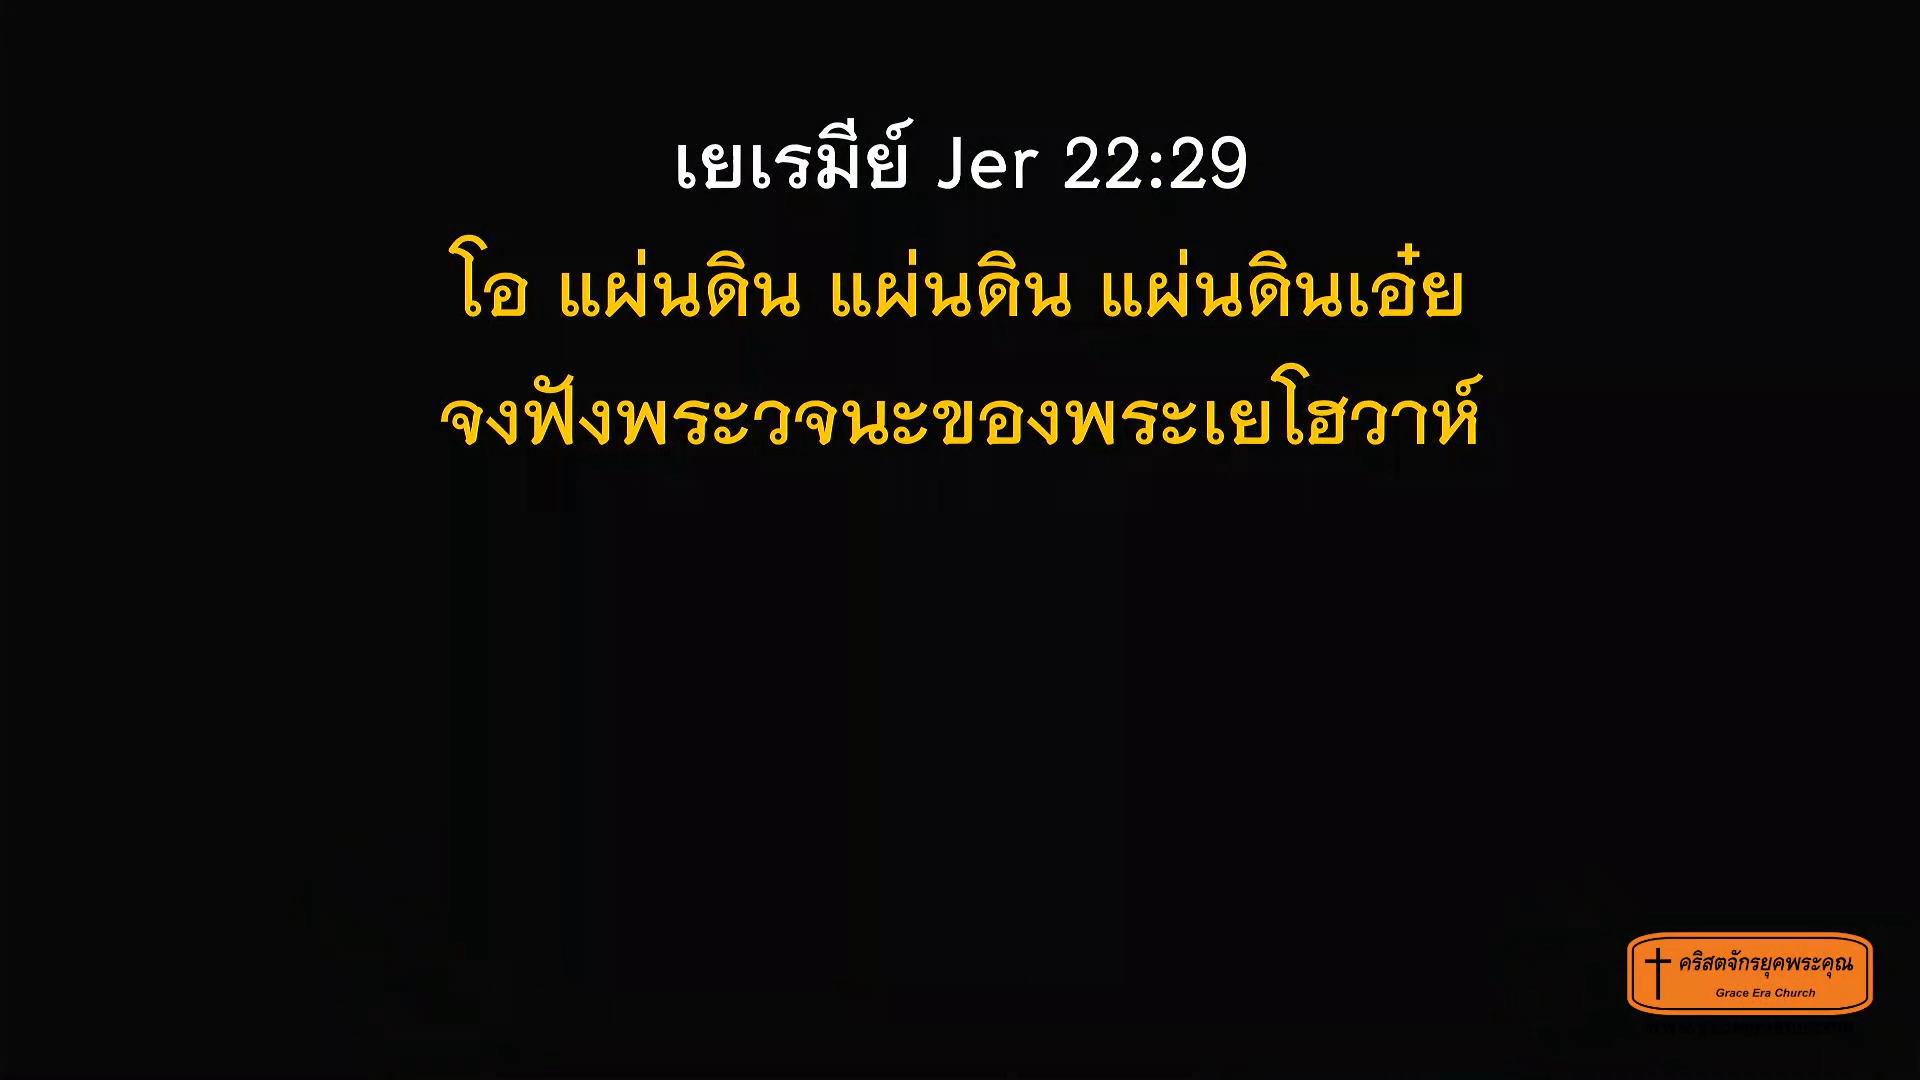 เยเรมีย์ Jer 22:29
โอ แผ่นดิน แผ่นดิน แผ่นดินเอ๋ย
จงฟังพระวจนะของพระเยโฮวาห์
คริสตจักรยุคพระคุณ
Grace Era Church